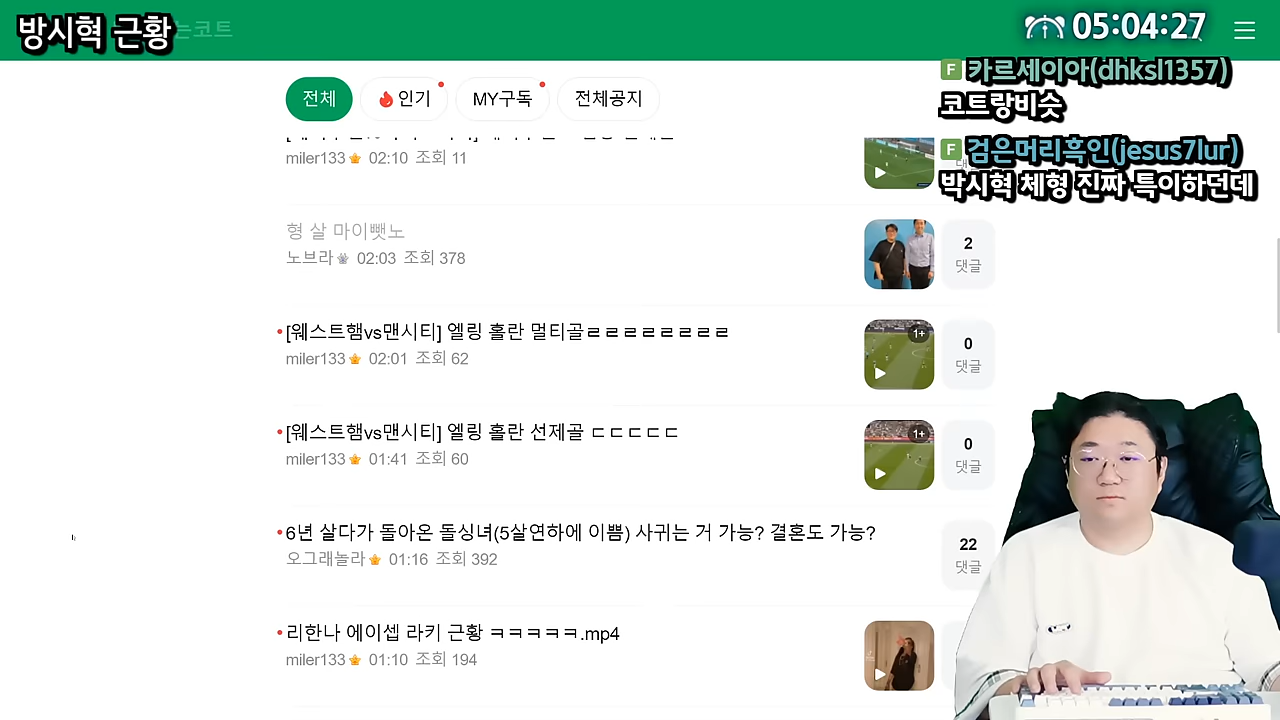 방시혁 근황
는코트
05:04:27
전체
인기
MY구독
전체공지
카르세이아(dhksl1357)
코트랑비슷
검은머리흑인(jesus7lur)
박시혁 체형 진짜 특이하던데
miler133 02:10 조회 11
형 살 마이뺏노
노브라 02:03 조회 378
2
댓글
[웨스트햄vs맨시티] 엘링 홀란 멀티골ㄹㄹㄹㄹㄹㄹㄹㄹ
miler133 02:01 조회 62
1+
0
댓글
[웨스트햄vs맨시티] 엘링 홀란 선제골 ㄷㄷㄷㄷㄷ
miler133 01:41 조회 60
1+
0
댓글
6년 살다가 돌아온 돌싱녀(5살연하에 이쁨) 사귀는 거 가능? 결혼도 가능?
오그래놀라 01:16 조회 392
22
댓글
리한나 에이셉 라키 근황 ㅋㅋㅋㅋㅋ.mp4
miler133 01:10 조회 194